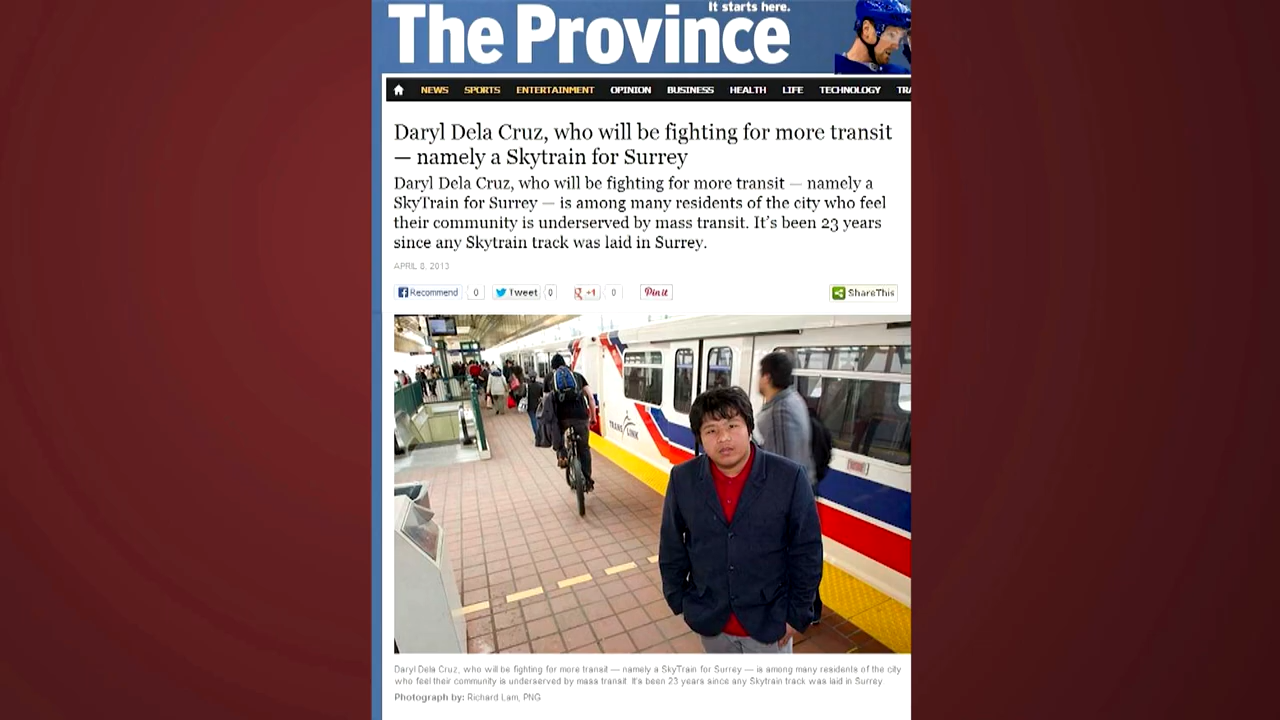 It starts here.
The Province
NEWS SPORTS ENTERTAINMENT OPINION BUSINESS HEALTH LIFE TECHNOLOGY
Daryl Dela Cruz, who will be fighting for more transit
— namely a Skytrain for Surrey
Daryl Dela Cruz, who will be fighting for more transit — namely a
SkyTrain for Surrey — is among many residents of the city who feel
their community is underserved by mass transit. It's been 23 years
since any Skytrain track was laid in Surrey.
APRIL 8, 2013
Recommend 0 Tweet 0 +1 0 Pin it ShareThis
TRANS LINK
Daryl Dela Cruz, who will be fighting for more transit — namely a SkyTrain for Surrey — is among many residents of the city
who feel their community is underserved by mass transit. It's been 23 years since any Skytrain track was laid in Surrey.
Photograph by: Richard Lam, PNG